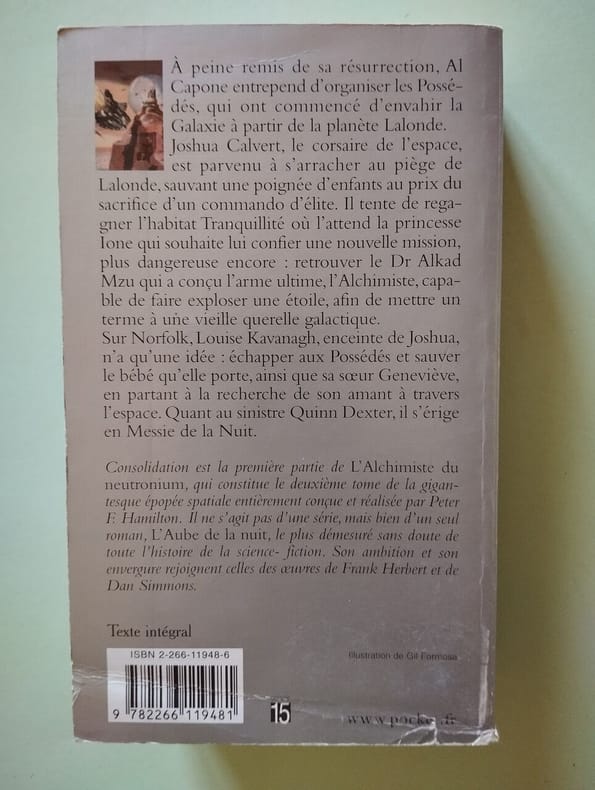 À peine remis de sa résurrection, Al
Capone entrepend d'organiser les Possé-
dés, qui ont commencé d'envahir la
Galaxie à partir de la planète Lalonde.
Joshua Calvert, le corsaire de l'espace,
est parvenu à s'arracher au piège de
Lalonde, sauvant une poignée d'enfants au prix du
sacrifice d'un commando d'élite. Il tente de rega-
gner l'habitat Tranquillité où l'attend la princesse
Ione qui souhaite lui confier une nouvelle mission,
plus dangereuse encore : retrouver le Dr Alkad
Mzu qui a conçu l'arme ultime, l'Alchimiste, capa-
ble de faire exploser une étoile, afin de mettre un
terme à une vieille querelle galactique.
Sur Norfolk, Louise Kavanagh, enceinte de Joshua,
n'a qu'une idée : échapper aux Possédés et sauver
le bébé qu'elle porte, ainsi que sa sœur Geneviève,
en partant à la recherche de son amant à travers
l'espace. Quant au sinistre Quinn Dexter, il s'érige
en Messie de la Nuit.
Consolidation est la première partie de L'Alchimiste du
neutronium, qui constitue le deuxième tome de la gigan-
tesque épopée spatiale entièrement conçue et réalisée par Peter
F. Hamilton. Il ne s'agit pas d'une série, mais bien d'un seul
roman, L'Aube de la nuit, le plus démesuré sans doute de
toute l'histoire de la science- fiction. Son ambition et son
envergure rejoignent celles des œuvres de Frank Herbert et de
Dan Simmons.
Texte intégral
ISBN 2-266-11948-6
Illustration de Gil Formosa
9 782266 119481
15
www.pocket.fr